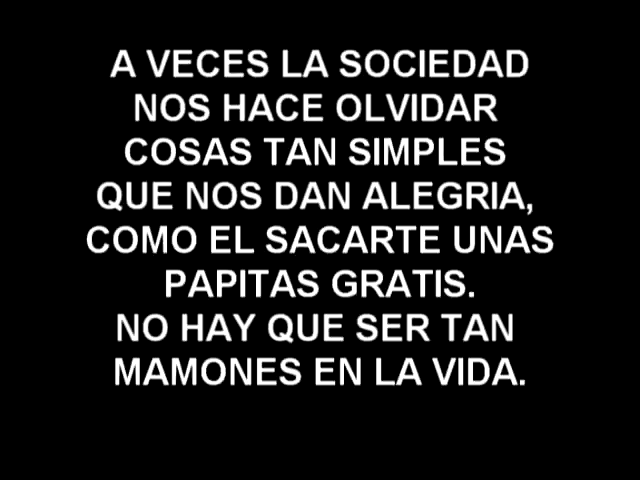 A VECES LA SOCIEDAD
NOS HACE OLVIDAR
COSAS TAN SIMPLES
QUE NOS DAN ALEGRIA,
COMO EL SACARTE UNAS
PAPITAS GRATIS.
NO HAY QUE SER TAN
MAMONES EN LA VIDA.